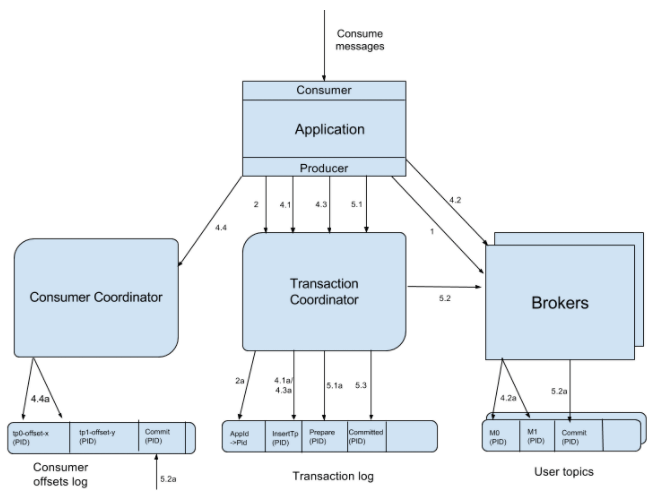 Consume
messages
Consumer
Application
Producer
4.4
2
4.1
4.3
5.1
1
4.2
Consumer Coordinator
Transaction
Coordinator
5.2
Brokers
4.4a
2a
4.1a/
4.3a
5.1a
5.3
4.2a
5.2a
tp0-offset-x
(PID)
tp1-offset-y
(PID)
Commit
(PID)
AppId
->Pid
InsertTp
(PID)
Prepare
(PID)
Committed
(PID)
M0
(PID)
M1
(PID)
Commit
(PID)
Consumer
offsets log
5.2a
Transaction log
User topics